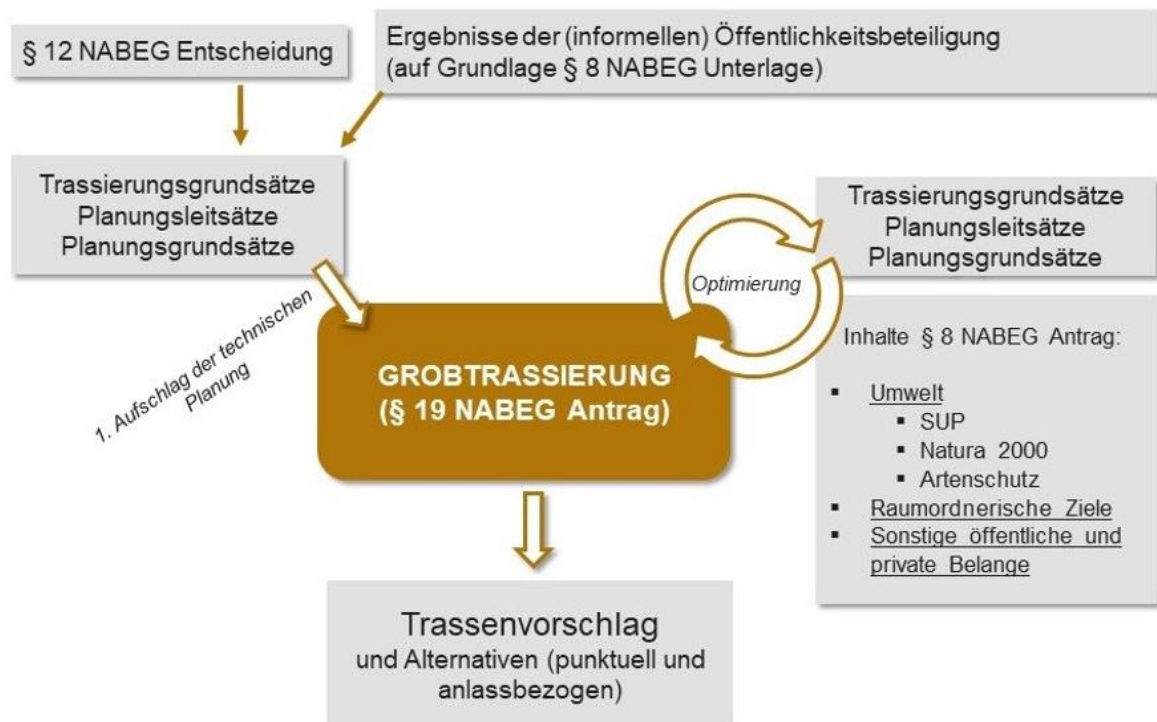 § 12 NABEG Entscheidung
Ergebnisse der (informellen) Öffentlichkeitsbeteiligung
(auf Grundlage § 8 NABEG Unterlage)
Trassierungsgrundsätze
Planungsleitsätze
Planungsgrundsätze
1. Aufschlag der technischen
Planung
GROBTRASSIERUNG
(§ 19 NABEG Antrag)
Optimierung
Trassierungsgrundsätze
Planungsleitsätze
Planungsgrundsätze
Inhalte § 8 NABEG Antrag:
▪ Umwelt
▪ SUP
▪ Natura 2000
▪ Artenschutz
▪ Raumordnerische Ziele
▪ Sonstige öffentliche und
private Belange
Trassenvorschlag
und Alternativen (punktuell und
anlassbezogen)